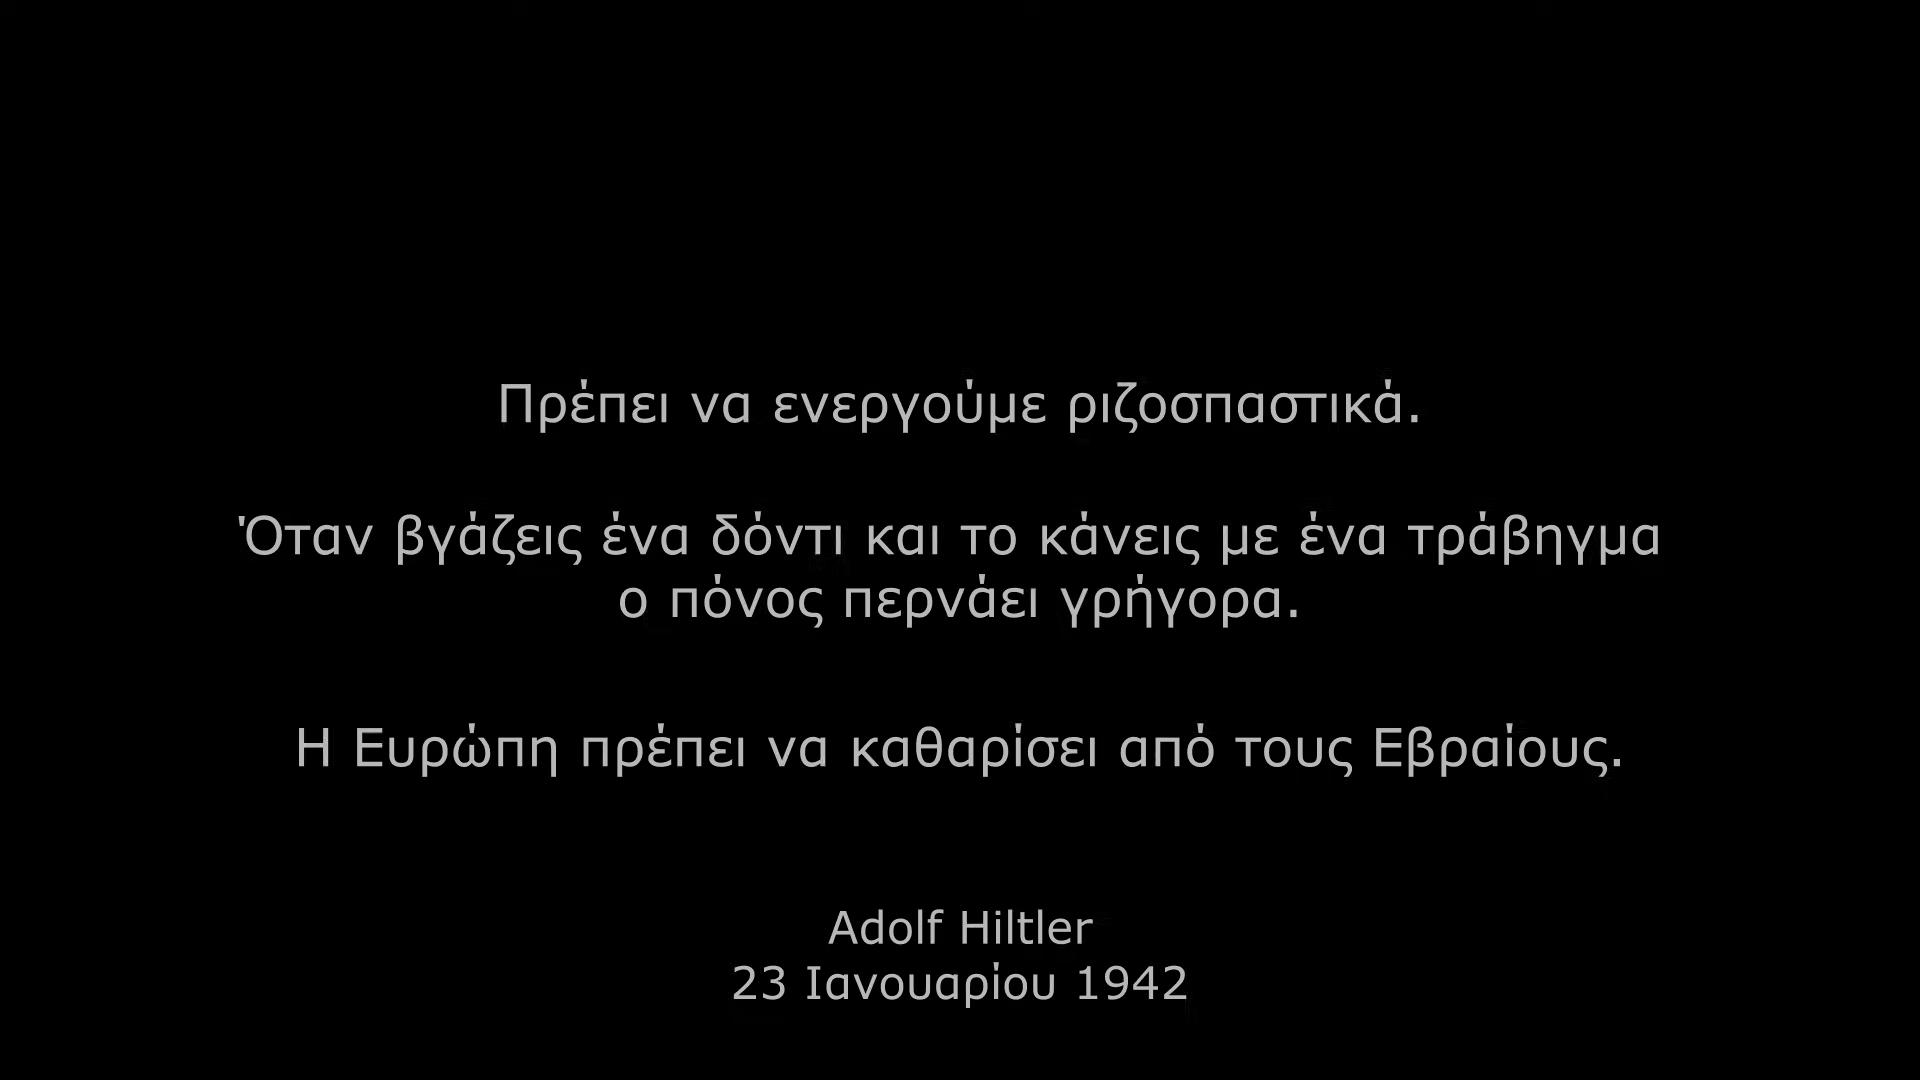 Πρέπει να ενεργούμε ριζοσπαστικά.
Όταν βγάζεις ένα δόντι και το κάνεις με ένα τράβηγμα
ο πόνος περνάει γρήγορα.
Η Ευρώπη πρέπει να καθαρίσει από τους Εβραίους.
Adolf Hiltler
23 Ιανουαρίου 1942